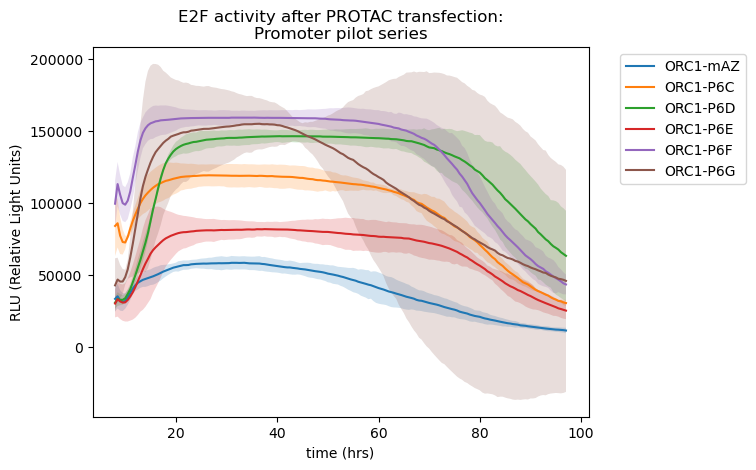 E2F activity after PROTAC transfection:
Promoter pilot series
RLU (Relative Light Units)
200000
150000
100000
50000
0
20
40
60
80
100
time (hrs)
ORC1-mAZ
ORC1-P6C
ORC1-P6D
ORC1-P6E
ORC1-P6F
ORC1-P6G